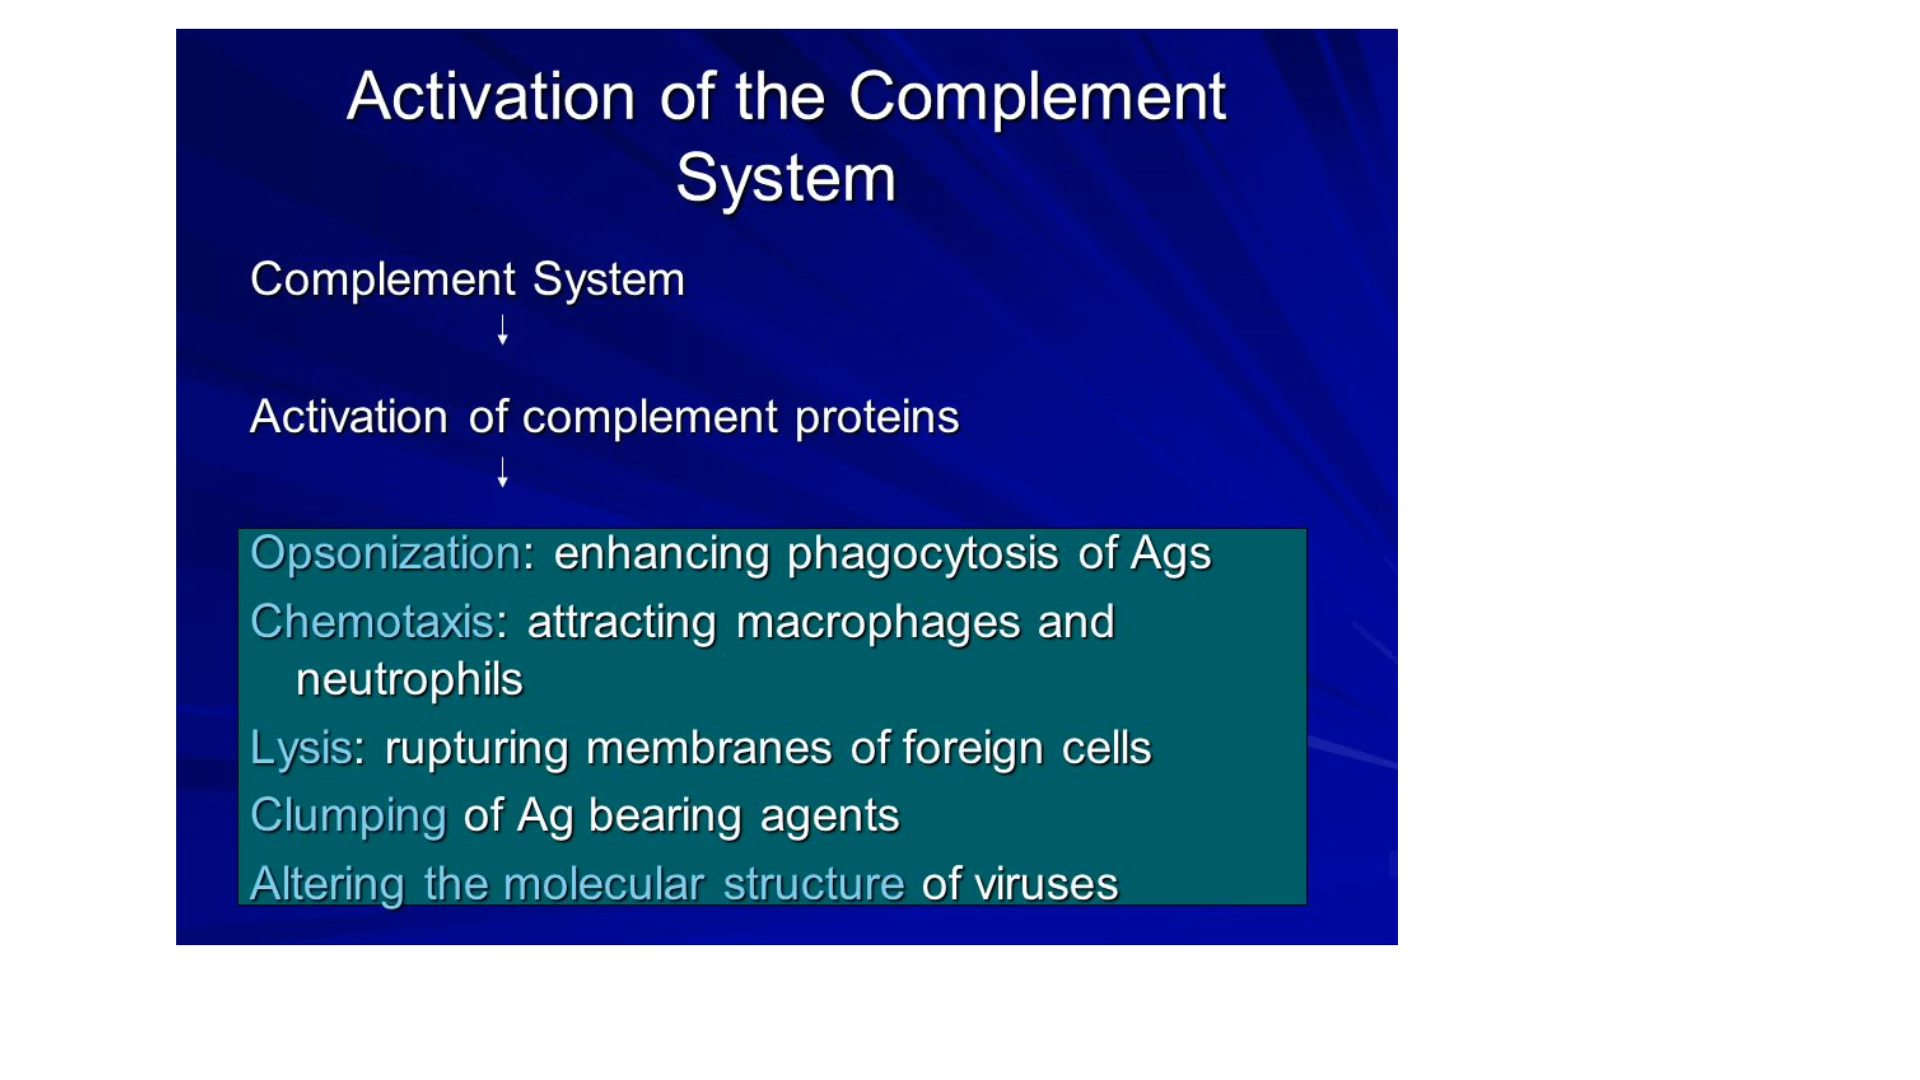 Activation of the Complement
System
Complement System
↓
Activation of complement proteins
↓
Opsonization: enhancing phagocytosis of Ags
Chemotaxis: attracting macrophages and
neutrophils
Lysis: rupturing membranes of foreign cells
Clumping of Ag bearing agents
Altering the molecular structure of viruses